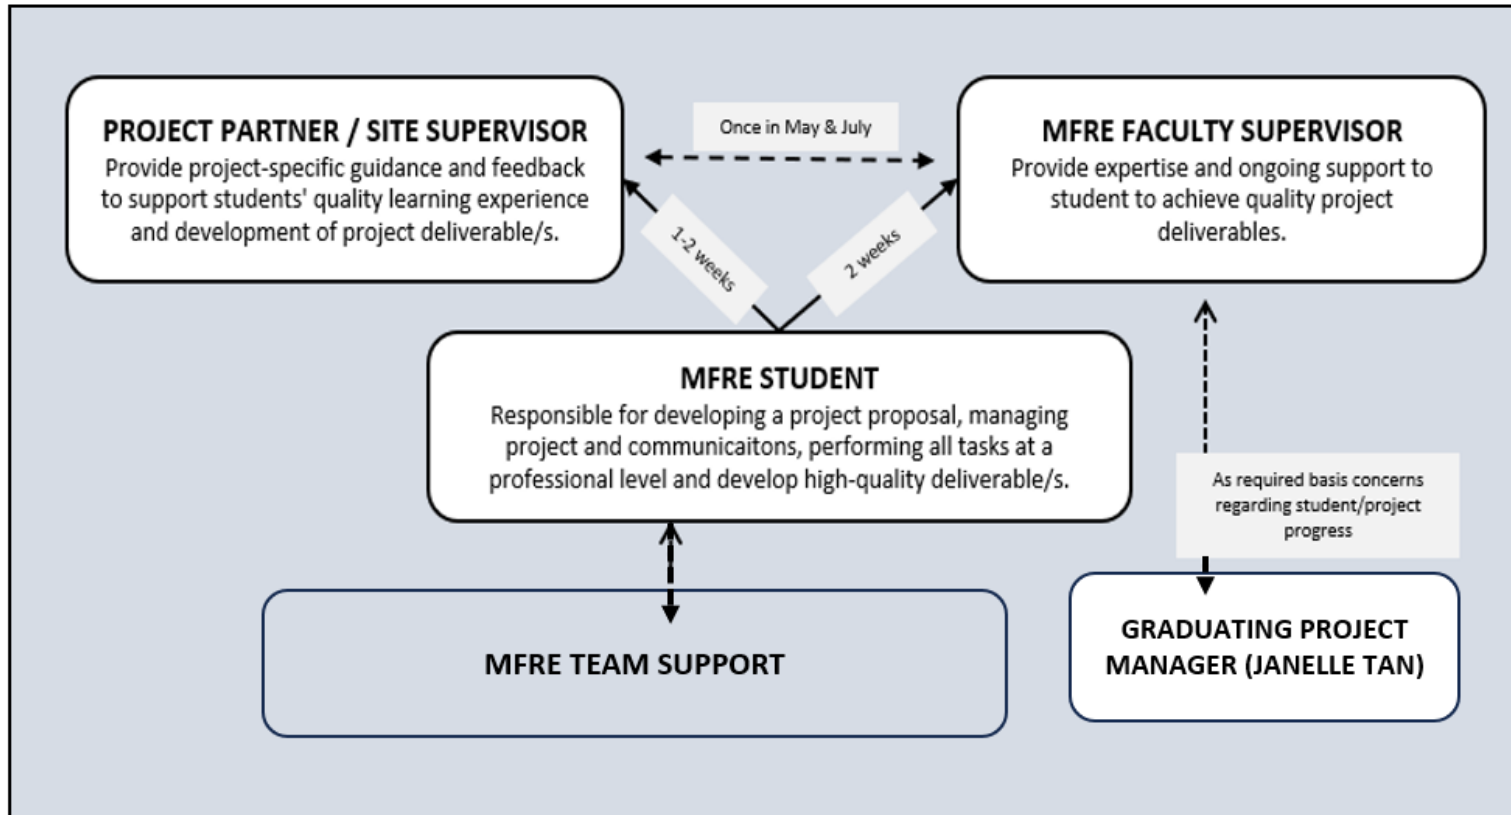 PROJECT PARTNER / SITE SUPERVISOR
Provide project-specific guidance and feedback
to support students' quality learning experience
and development of project deliverable/s.
Once in May & July
MFRE FACULTY SUPERVISOR
Provide expertise and ongoing support to
student to achieve quality project
deliverables.
1-2 weeks
2 weeks
MFRE STUDENT
Responsible for developing a project proposal, managing
project and communicaitons, performing all tasks at a
professional level and develop high-quality deliverable/s.
As required basis concerns
regarding student/project
progress
MFRE TEAM SUPPORT
GRADUATING PROJECT
MANAGER (JANELLE TAN)